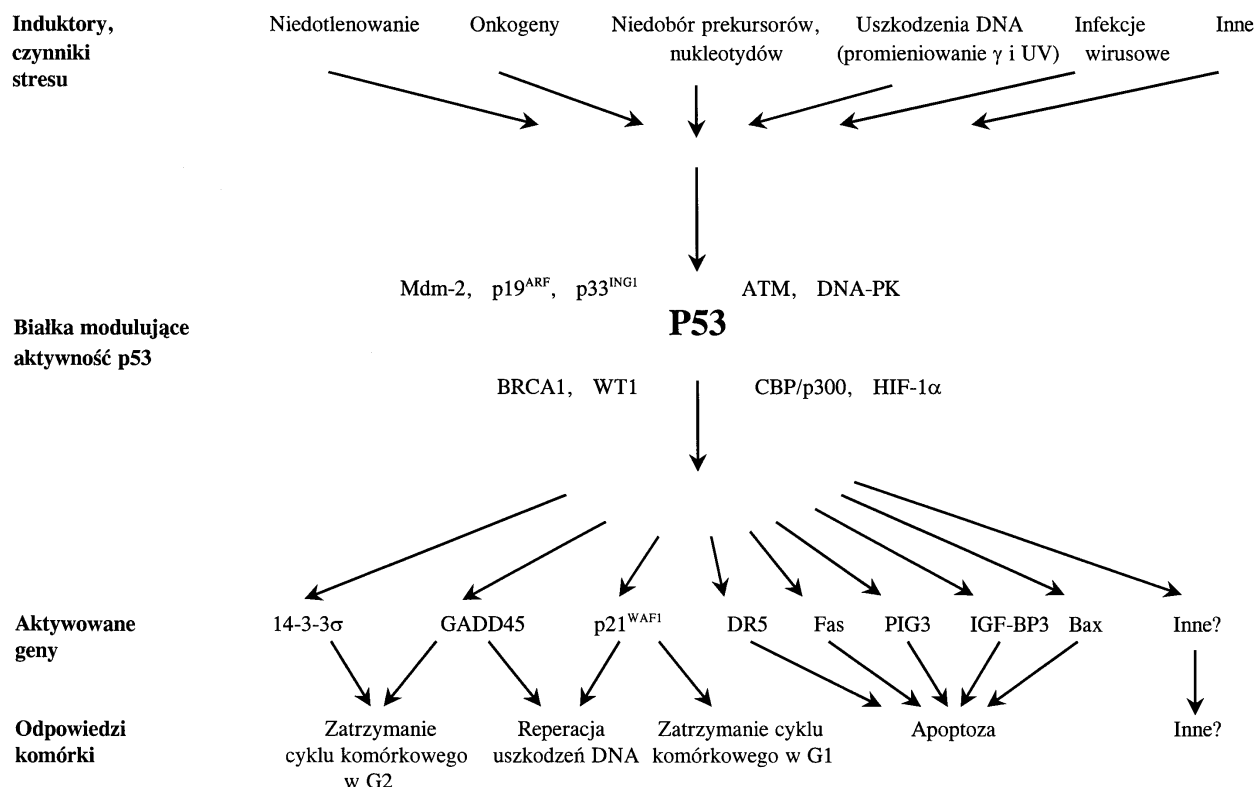 Induktory,
czynniki
stresu
Niedotlenowanie
Onkogeny
Niedobór prekursorów,
nukleotydów
Uszkodzenia DNA
(promieniowanie γ i UV)
Infekcje
wirusowe
Inne
Białka modulujące
aktywność p53
Mdm-2, p19ARF, p33ING1
ATM, DNA-PK
P53
BRCA1, WT1
CBP/p300, HIF-1α
Aktywowane
geny
14-3-3σ
GADD45
p21WAF1
DR5
Fas
PIG3
IGF-BP3
Bax
Inne?
Odpowiedzi
komórki
Zatrzymanie
cyklu komórkowego
w G2
Reperacja
uszkodzeń DNA
Zatrzymanie cyklu
komórkowego w G1
Apoptoza
Inne?